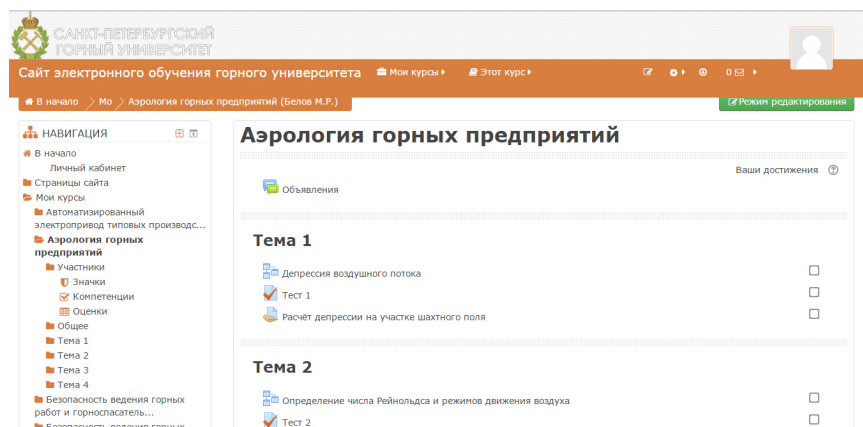 САНКТ-ПЕТЕРБУРГСКИЙ
ГОРНЫЙ УНИВЕРСИТЕТ
Сайт электронного обучения горного университета Мои курсы Этот курс 0
В начало Мо Аэрология горных предприятий (Белов М.Р.) Режим редактирования
НАВИГАЦИЯ
В начало
Личный кабинет
Страницы сайта
Мои курсы
Автоматизированный
электропривод типовых производс...
Аэрология горных
предприятий
Участники
Значки
Компетенции
Оценки
Общее
Тема 1
Тема 2
Тема 3
Тема 4
Безопасность ведения горных
работ и горноспасатель...
Безопасность ведения горных
Аэрология горных предприятий
Ваши достижения
Объявления
Тема 1
Депрессия воздушного потока
Тест 1
Расчёт депрессии на участке шахтного поля
Тема 2
Определение числа Рейнольдса и режимов движения воздуха
Тест 2